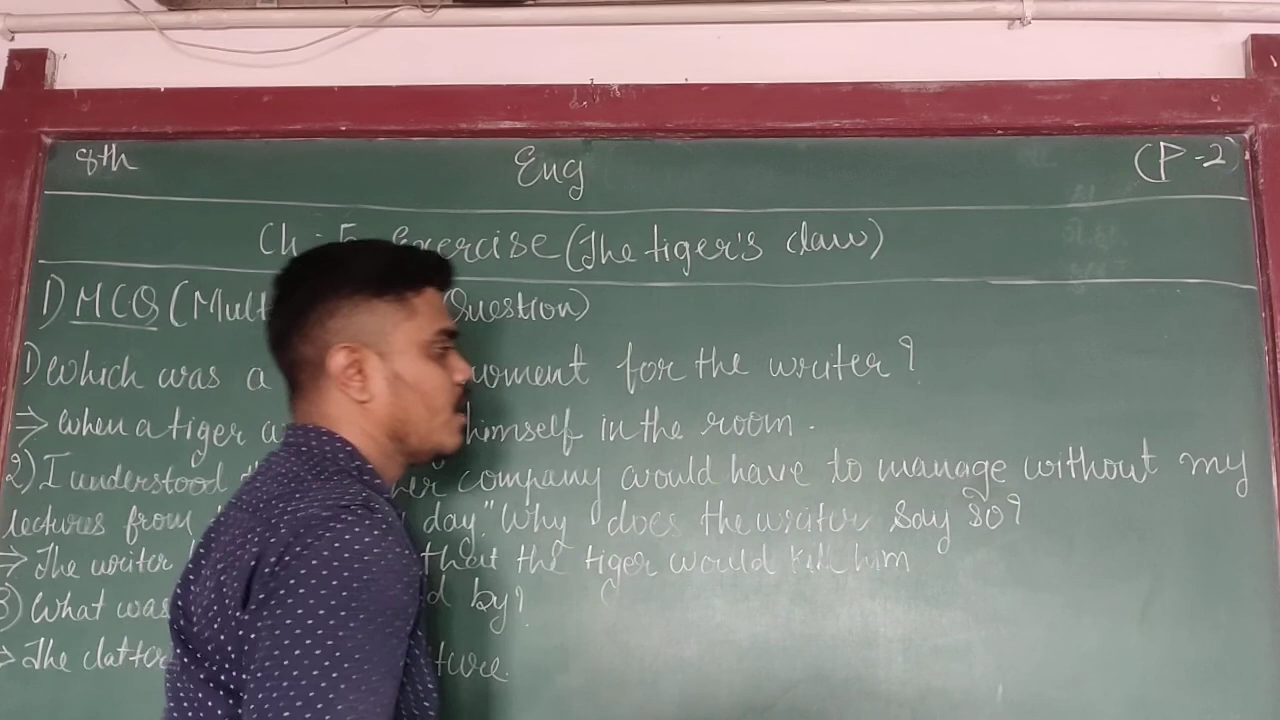 8th Eng (P-2)
Ch:5 Exercise (The tiger's claw)
1) MCQ (Mult Question)
1) Which was a moment for the writer?
⇒ When a tiger himself in the room.
2) I understood her company would have to manage without my
lectures from day." Why does the writer say so?
⇒ The writer that the tiger would kill him
3) What was by?
⇒ The clatter